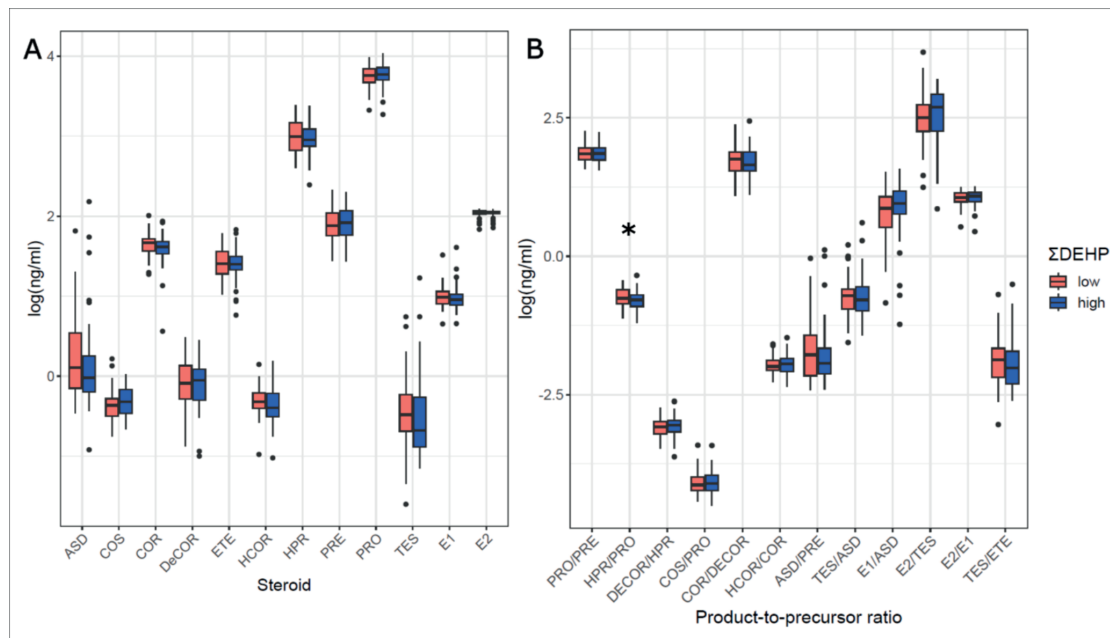 A
B
log(ng/ml)
4
2
0
ASD
COS
COR
DeCOR
ETE
HCOR
HPR
PRE
PRO
TES
E1
E2
Steroid
log(ng/ml)
2.5
0.0
-2.5
*
PRO/PRE
HPR/PRO
DECOR/HPR
COS/PRO
COR/DECOR
HCOR/COR
ASD/PRE
TES/ASD
E1/ASD
E2/TES
E2/E1
TES/ETE
Product-to-precursor ratio
ΣDEHP
low
high